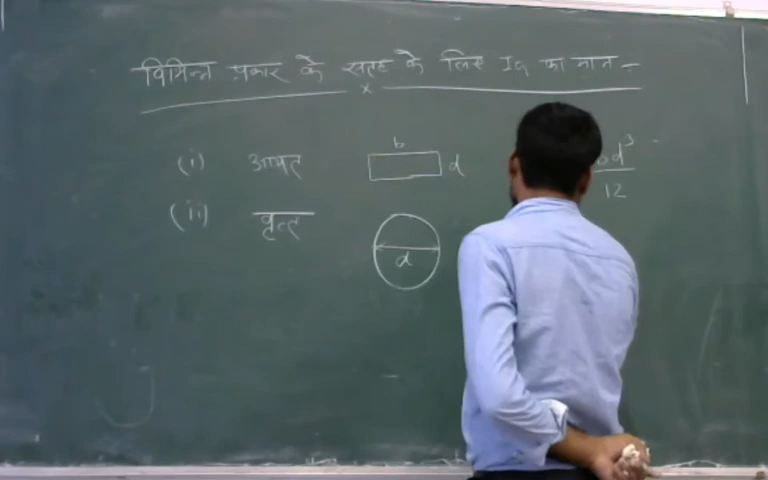 विभिन्न प्रकार के सतह के लिए IG का मान -
x
(i) आयत b d bd³
12
(ii) वृत्त d